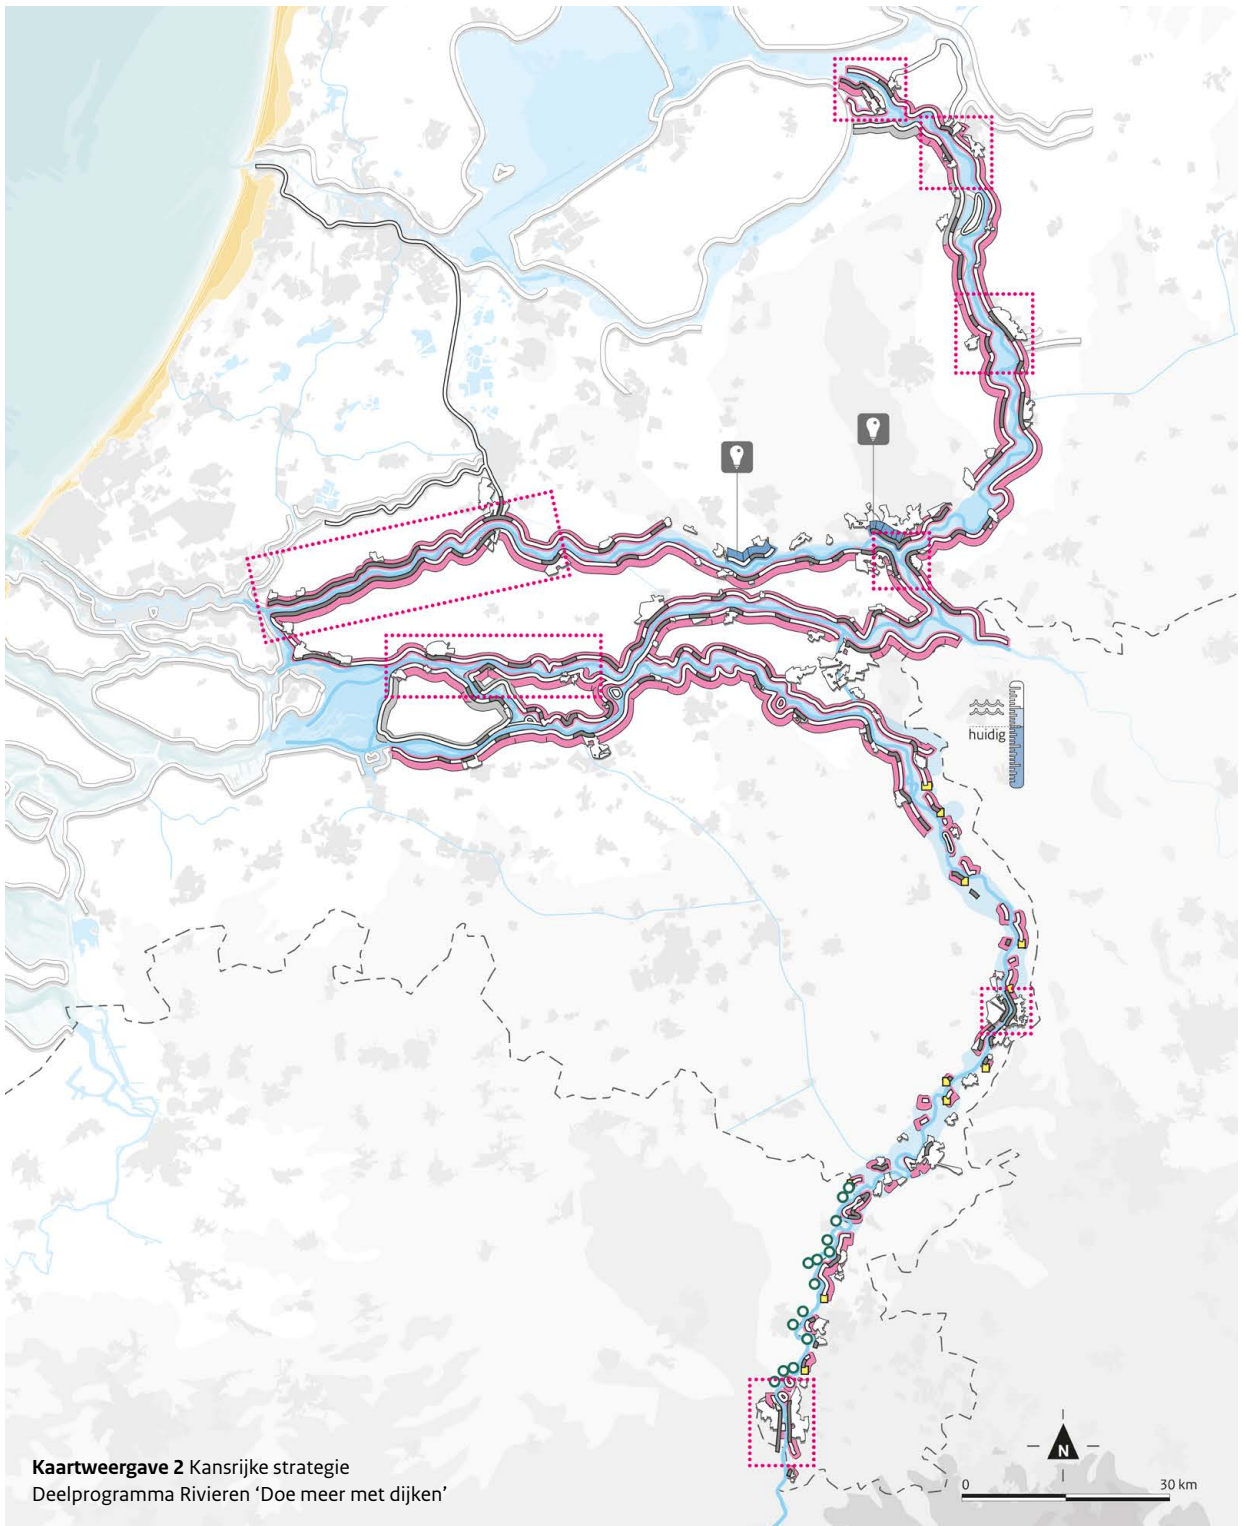 huidig
N
0 30 km
Kaartweergave 2 Kansrijke strategie
Deelprogramma Rivieren ‘Doe meer met dijken’